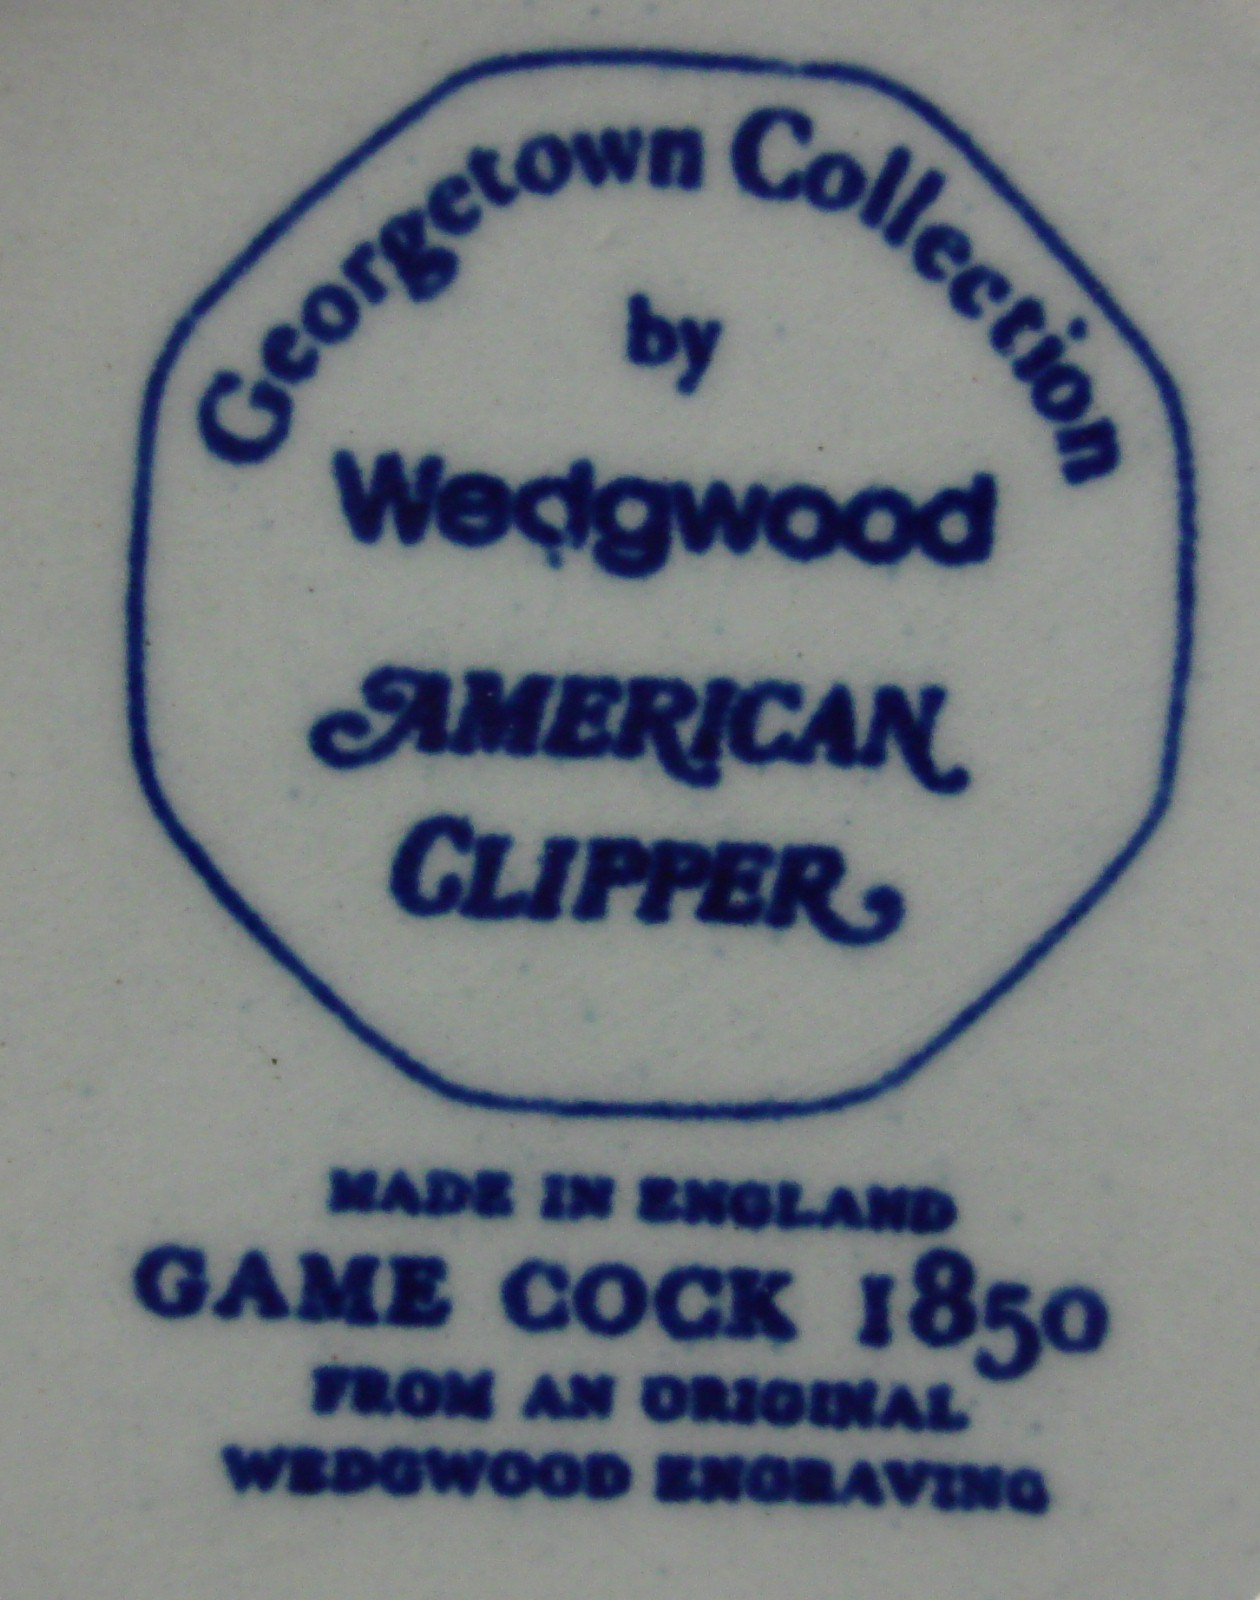 Georgetown Collection
by
Wedgwood
AMERICAN
CLIPPER
MADE IN ENGLAND
GAME COCK 1850
FROM AN ORIGINAL
WEDGWOOD ENGRAVING